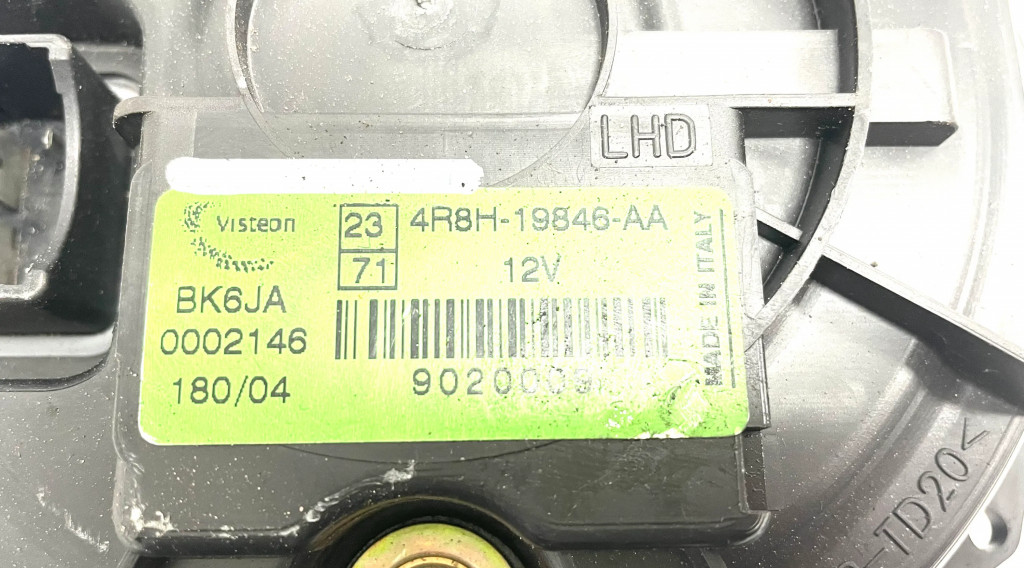 LHD
Visteon
23
4R8H-19846-AA
71
12V
BK6JA
0002146
180/04
MADE IN ITALY
-TD20<